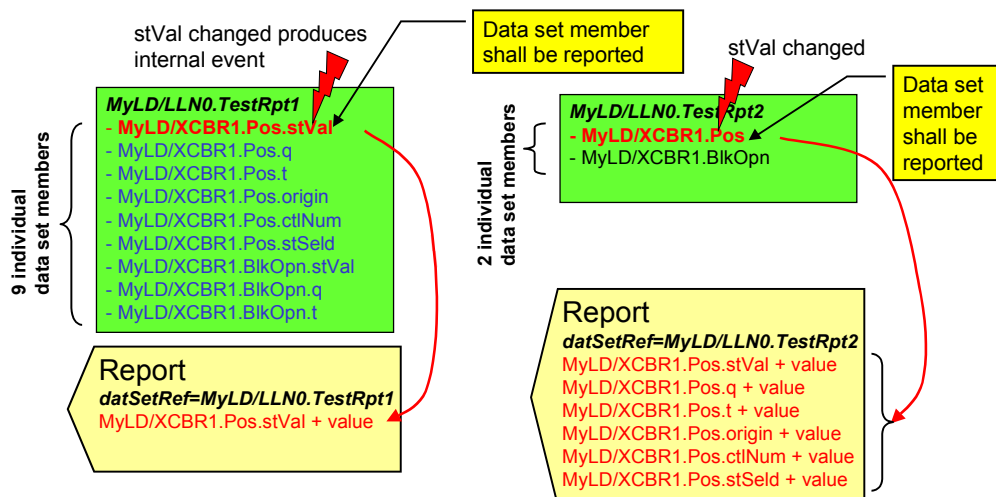 stVal changed produces
internal event
Data set member
shall be reported
MyLD/LLN0.TestRpt1
- MyLD/XCBR1.Pos.stVal
- MyLD/XCBR1.Pos.q
- MyLD/XCBR1.Pos.t
- MyLD/XCBR1.Pos.origin
- MyLD/XCBR1.Pos.ctlNum
- MyLD/XCBR1.Pos.stSeld
- MyLD/XCBR1.BlkOpn.stVal
- MyLD/XCBR1.BlkOpn.q
- MyLD/XCBR1.BlkOpn.t
9 individual
data set members
Report
datSetRef=MyLD/LLN0.TestRpt1
MyLD/XCBR1.Pos.stVal + value
stVal changed
Data set
member
shall be
reported
MyLD/LLN0.TestRpt2
- MyLD/XCBR1.Pos
- MyLD/XCBR1.BlkOpn
2 individual
data set members
Report
datSetRef=MyLD/LLN0.TestRpt2
MyLD/XCBR1.Pos.stVal + value
MyLD/XCBR1.Pos.q + value
MyLD/XCBR1.Pos.t + value
MyLD/XCBR1.Pos.origin + value
MyLD/XCBR1.Pos.ctlNum + value
MyLD/XCBR1.Pos.stSeld + value